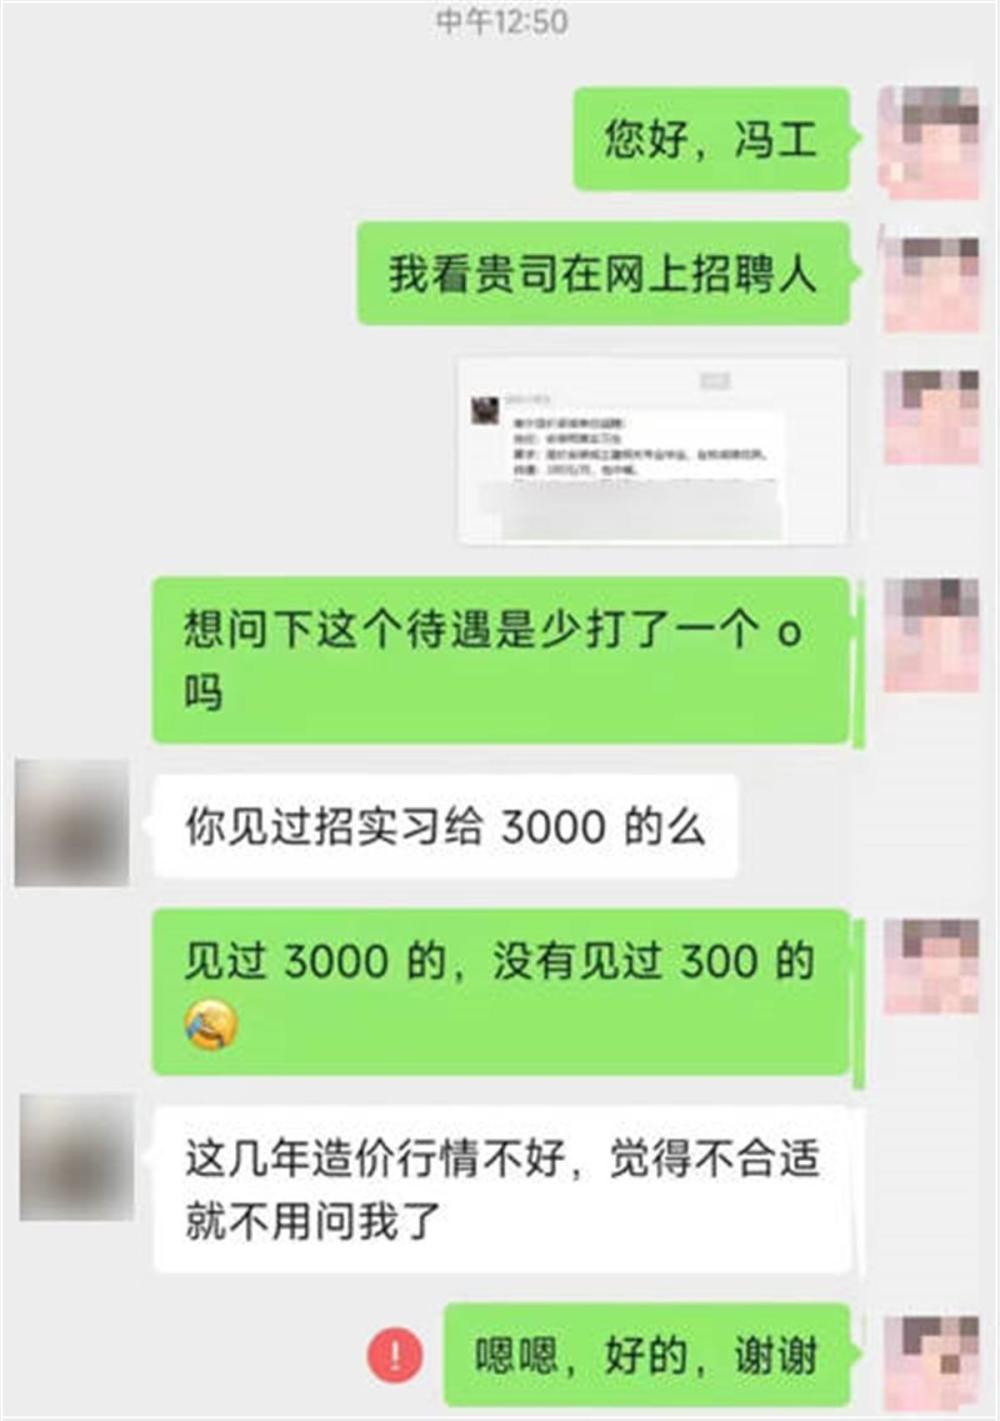 中午12:50
您好，冯工
我看贵司在网上招聘人
想问下这个待遇是少打了一个 o
吗
你见过招实习给 3000 的么
见过 3000 的，没有见过 300 的
这几年造价行情不好，觉得不合适
就不用问我了
嗯嗯，好的，谢谢